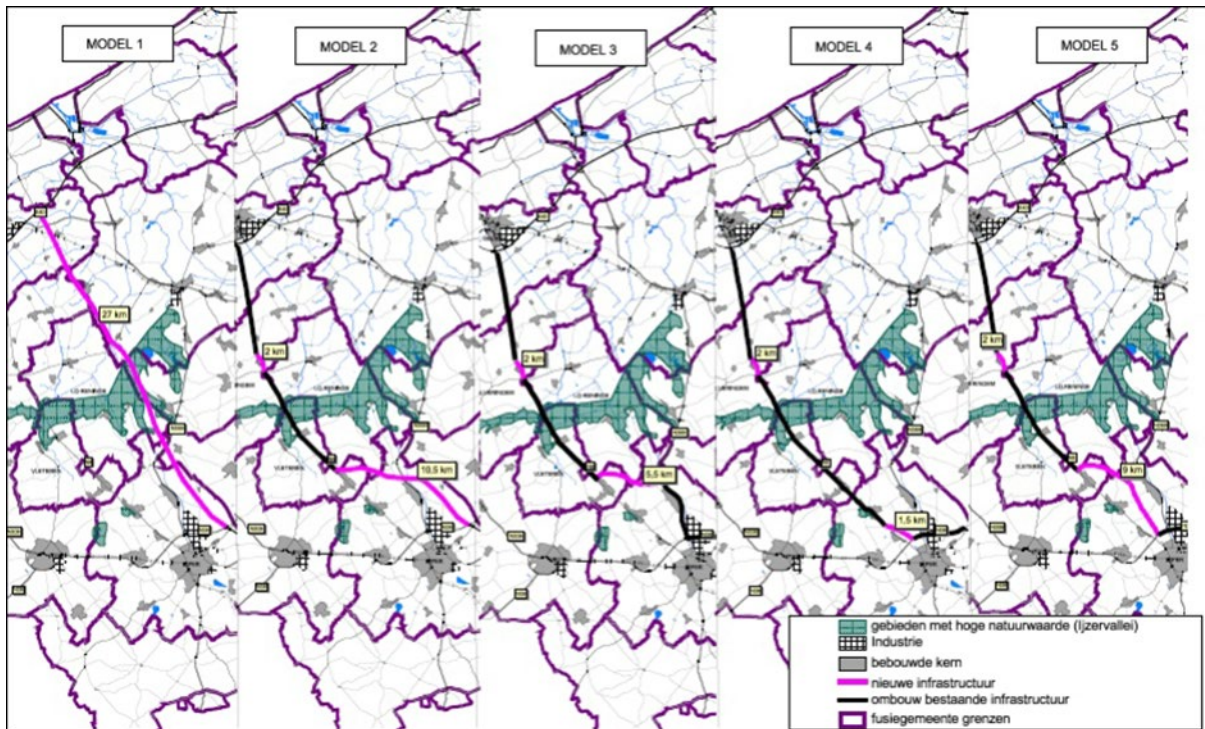 MODEL 1
MODEL 2
MODEL 3
MODEL 4
MODEL 5
27 km
2 km
2 km
2 km
2 km
10,5 km
5,5 km
1,5 km
9 km
gebieden met hoge natuurwaarde (Ijzervallei)
Industrie
bebouwde kern
nieuwe infrastructuur
ombouw bestaande infrastructuur
fusiegemeente grenzen